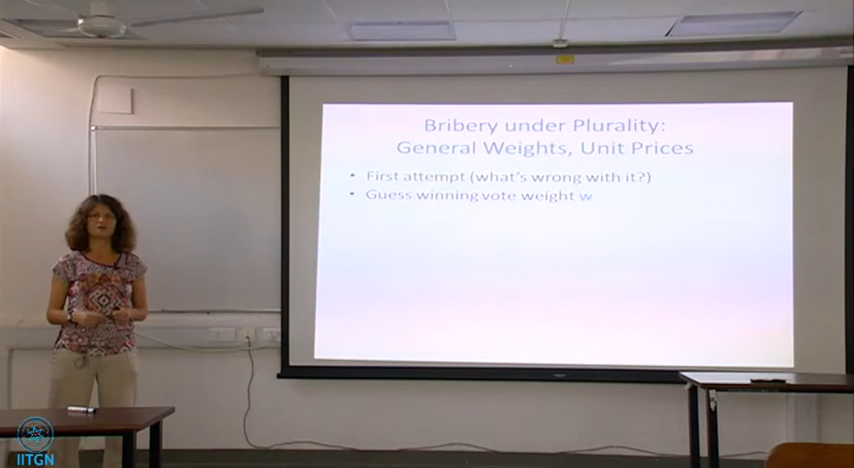 Bribery under Plurality:
General Weights, Unit Prices
• First attempt (what's wrong with it?)
• Guess winning vote weight w
IITGN